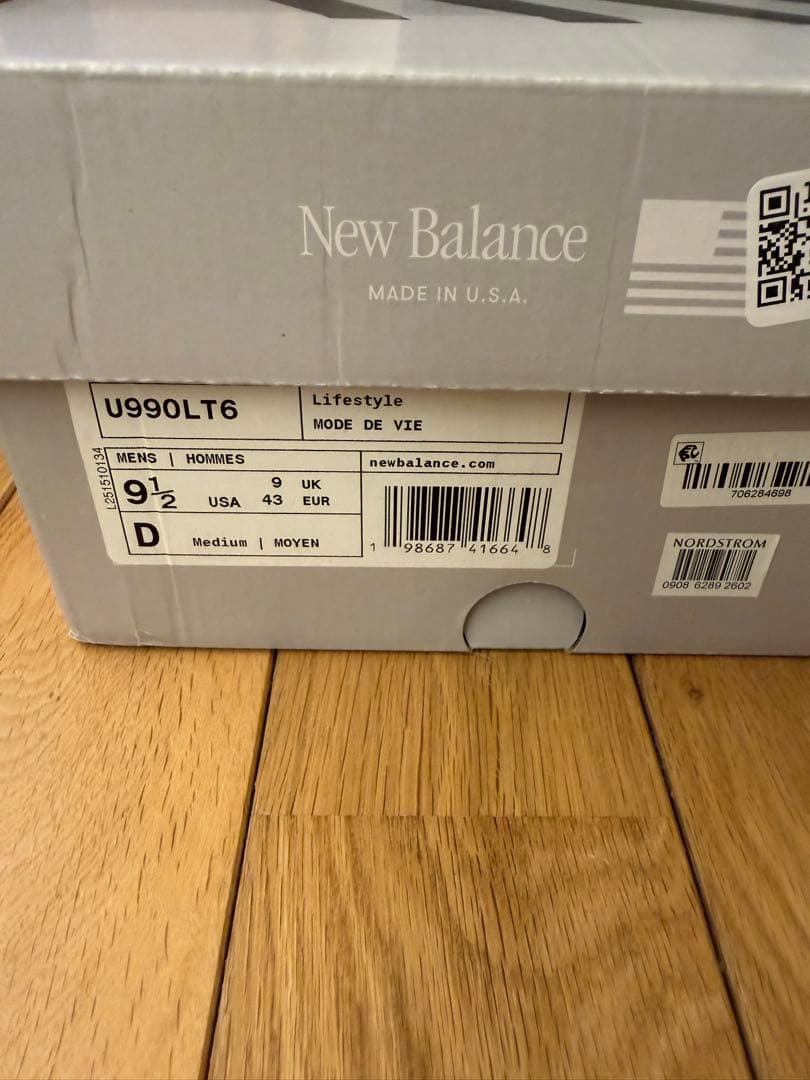 New Balance
MADE IN U.S.A.
U990LT6
Lifestyle
MODE DE VIE
L251510134
MENS | HOMMES
newbalance.com
9½ USA
9 UK
43 EUR
D Medium | MOYEN
1 98687 41664 8
706284698
NORDSTROM
0908 6289 2602